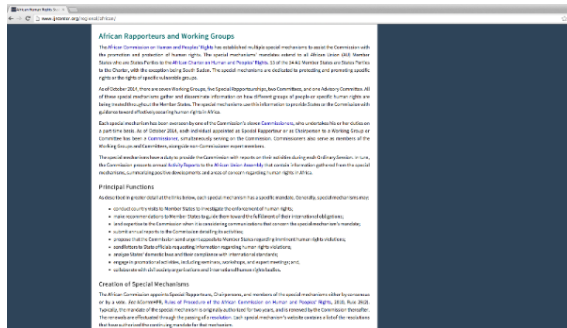 African Human Rights Sy
www.ijrcenter.org/regional/african/
African Rapporteurs and Working Groups
The African Commission on Human and Peoples' Rights has established multiple special mechanisms to assist the Commission with
the promotion and protection of human rights. The special mechanisms' mandates extend to all African Union (AU) Member
States who are States Parties to the African Charter on Human and Peoples' Rights. 53 of the 54 AU Member States are States Parties
to the Charter, with the exception being South Sudan. The special mechanisms are dedicated to protecting and promoting specific
rights or the rights of specific vulnerable groups.
As of October 2014, there are seven Working Groups, five Special Rapporteurships, two Committees, and one Advisory Committee. All
of these special mechanisms gather and disseminate information on how different groups of people or specific human rights are
being treated throughout the Member States. The special mechanisms use this information to provide States or the Commission with
guidance toward effectively securing human rights in Africa.
Each special mechanism has been overseen by one of the Commission's eleven Commissioners, who undertakes his or her duties on
a part-time basis. As of October 2014, each individual appointed as Special Rapporteur or as Chairperson to a Working Group or
Committee has been a Commissioner, simultaneously serving on the Commission. Commissioners also serve as members of the
Working Groups and Committees, alongside non-Commissioner expert members.
The special mechanisms have a duty to provide the Commission with reports on their activities during each Ordinary Session. In turn,
the Commission presents annual Activity Reports to the African Union Assembly that contain information gathered from the special
mechanisms, summarizing positive developments and areas of concern regarding human rights in Africa.
Principal Functions
As described in greater detail at the links below, each special mechanism has a specific mandate. Generally, special mechanisms must:
• conduct country visits to Member States to investigate the enforcement of human rights;
• make recommendations to Member States to guide them toward the fulfillment of their international obligations;
• lend expertise to the Commission when it is considering communications that concern the special mechanism's mandate;
• submit annual reports to the Commission detailing its activities;
• propose that the Commission send urgent appeals to Member States regarding imminent human rights violations;
• send letters to State officials requesting information regarding human rights violations;
• analyze States' domestic laws and their compliance with international standards;
• engage in promotional activities, including seminars, workshops, and expert meetings; and,
• collaborate with civil society organizations and international human rights bodies.
Creation of Special Mechanisms
The African Commission appoints Special Rapporteurs, Chairpersons, and members of the special mechanisms either by consensus
or by a vote. See ACommHPR, Rules of Procedure of the African Commission on Human and Peoples' Rights, 2010, Rule 23(2).
Typically, the mandate of the special mechanism is originally authorized for two years, and is renewed by the Commission thereafter.
The renewals are effectuated through the passing of a resolution. Each special mechanism's website contains a list of the resolutions
that have authorized the continuing mandate for that mechanism.